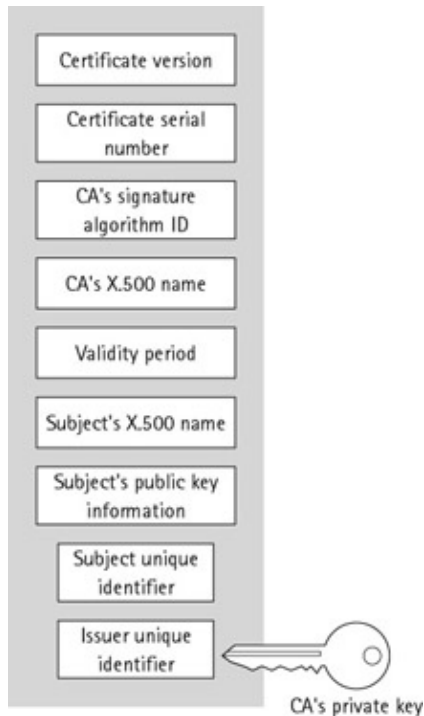 Certificate version
Certificate serial
number
CA's signature
algorithm ID
CA's X.500 name
Validity period
Subject's X.500 name
Subject's public key
information
Subject unique
identifier
Issuer unique
identifier
CA's private key